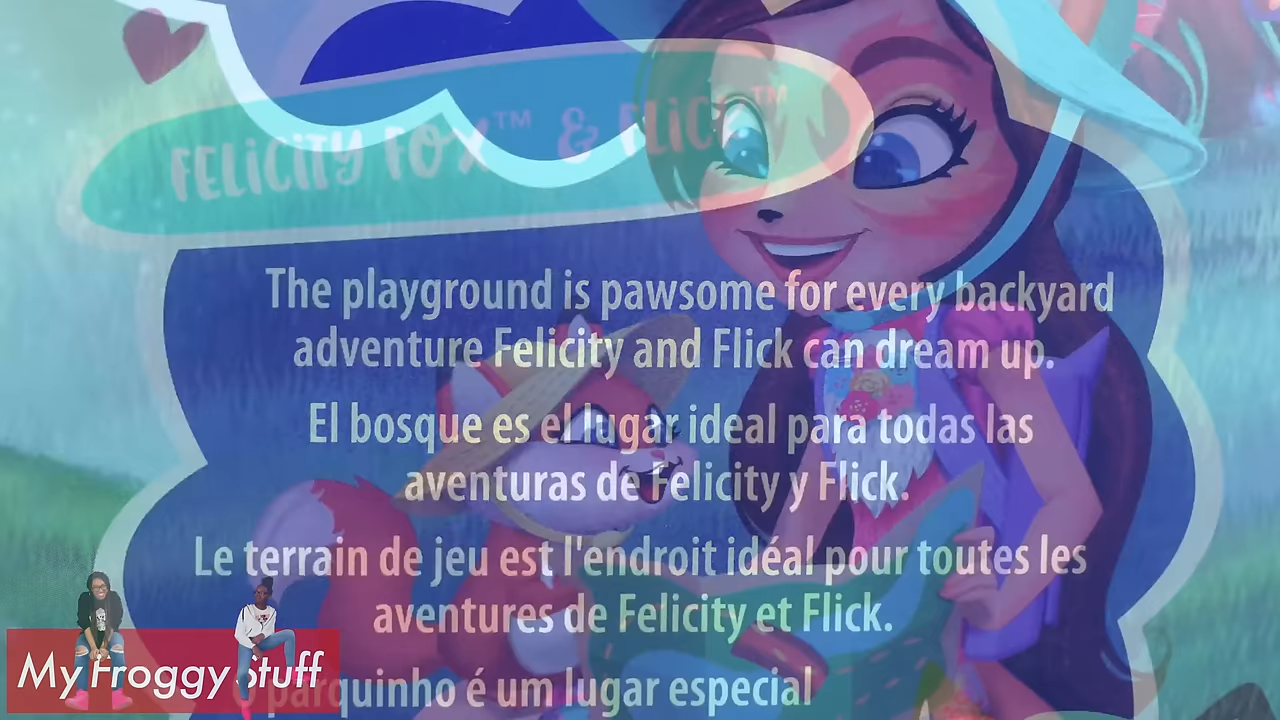 FELiCiTY FOX™ & FLiCK™
The playground is pawsome for every backyard
adventure Felicity and Flick can dream up.
El bosque es el lugar ideal para todas las
aventuras de Felicity y Flick.
Le terrain de jeu est l'endroit idéal pour toutes les
aventures de Felicity et Flick.
O parquinho é um lugar especial
My Froggy Stuff